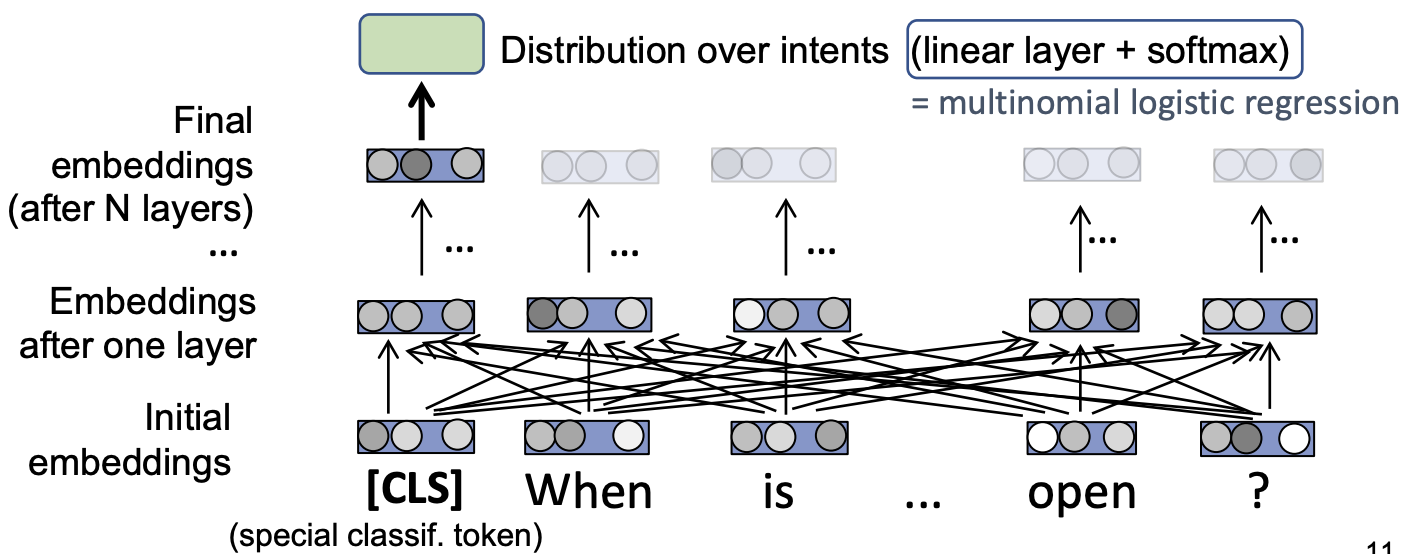 Distribution over intents (linear layer + softmax)
= multinomial logistic regression
Final
embeddings
(after N layers)
...
... ... ... ... ...
Embeddings
after one layer
Initial
embeddings
[CLS] When is ... open ?
(special classif. token)
11